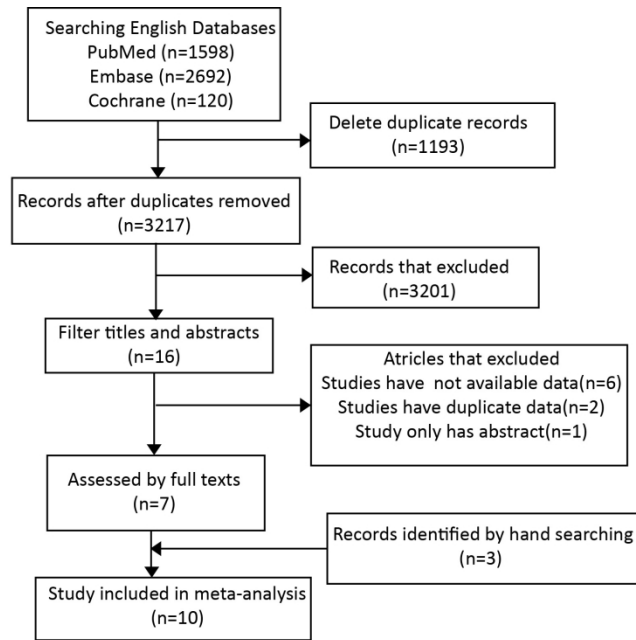 Searching English Databases
PubMed (n=1598)
Embase (n=2692)
Cochrane (n=120)
Delete duplicate records
(n=1193)
Records after duplicates removed
(n=3217)
Records that excluded
(n=3201)
Filter titles and abstracts
(n=16)
Atricles that excluded
Studies have  not available data(n=6)
Studies have duplicate data(n=2)
Study only has abstract(n=1)
Assessed by full texts
(n=7)
Records identified by hand searching
(n=3)
Study included in meta-analysis
(n=10)